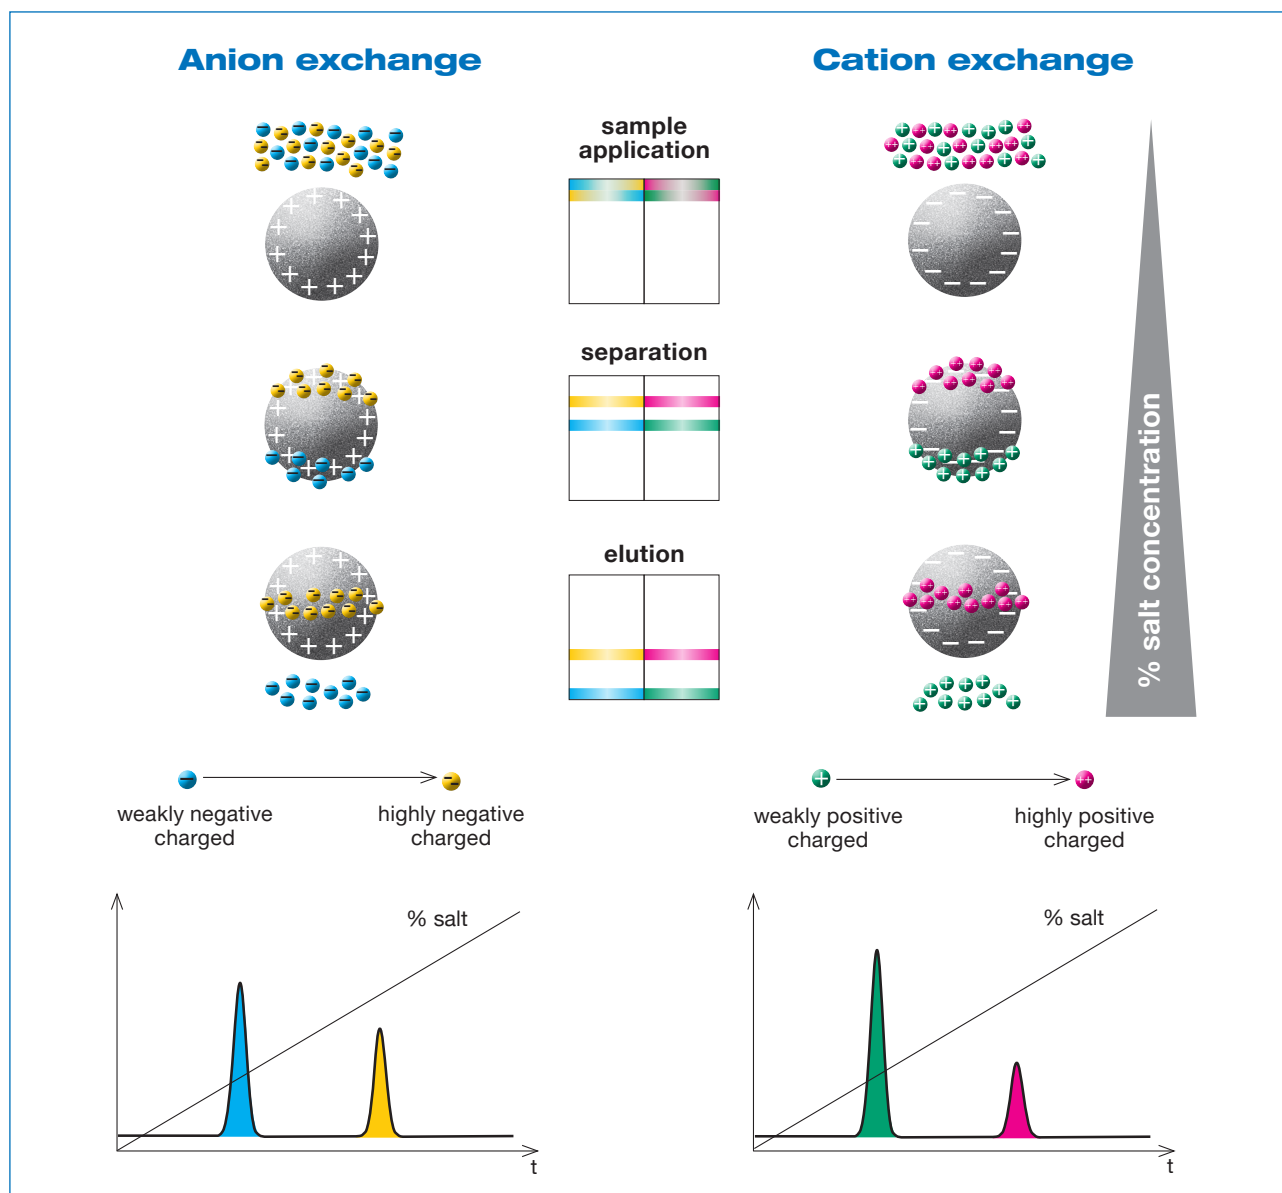 Anion exchange
Cation exchange
sample
application
separation
elution
% salt concentration
weakly negative
charged
highly negative
charged
weakly positive
charged
highly positive
charged
% salt
t
% salt
t